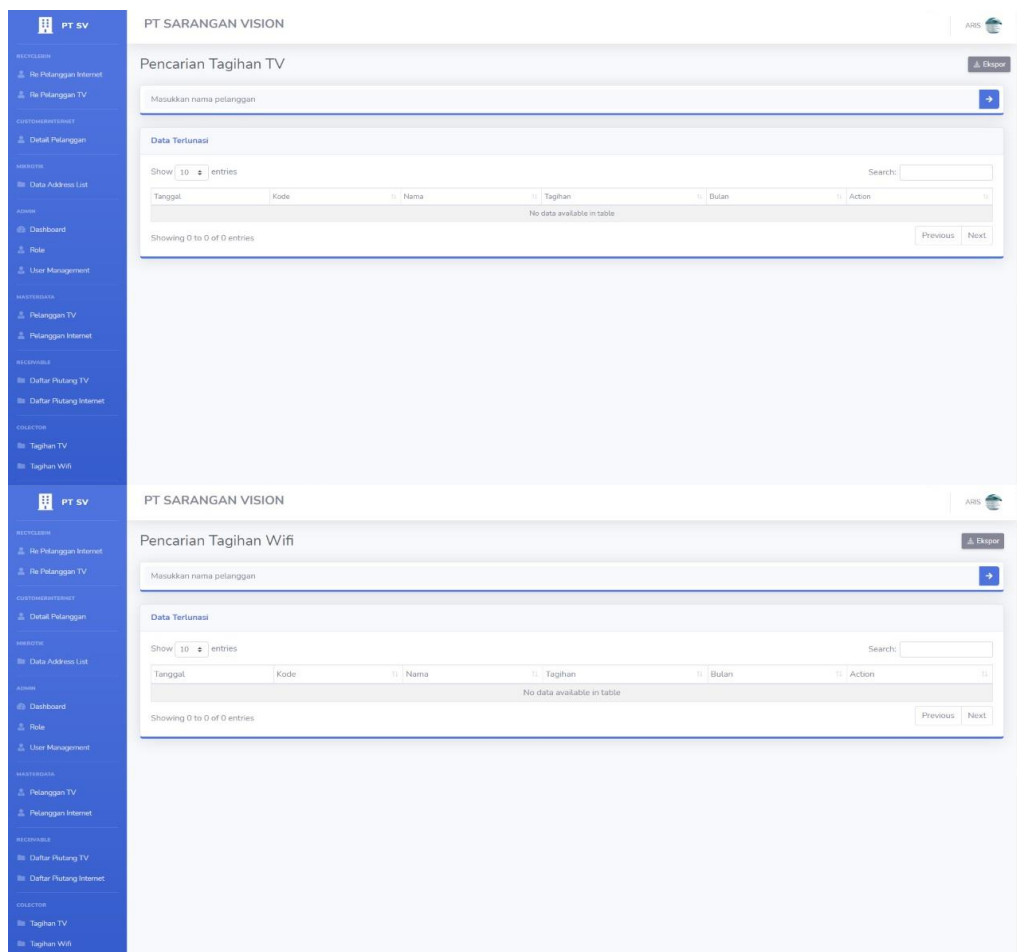 PT SV
PT SARANGAN VISION
ARIS
RECYCLEBIN
Re Pelanggan Internet
Re Pelanggan TV
CUSTOMERINTERNET
Detail Pelanggan
MIKROTIK
Data Address List
ADMIN
Dashboard
Role
User Management
MASTERDATA
Pelanggan TV
Pelanggan Internet
RECEIVABLE
Daftar Piutang TV
Daftar Piutang Internet
COLECTOR
Tagihan TV
Tagihan Wifi
Pencarian Tagihan TV
Ekspor
Masukkan nama pelanggan
Data Terlunasi
Show 10 entries
Search:
Tanggal Kode Nama Tagihan Bulan Action
No data available in table
Showing 0 to 0 of 0 entries
Previous Next
PT SV
PT SARANGAN VISION
ARIS
RECYCLEBIN
Re Pelanggan Internet
Re Pelanggan TV
CUSTOMERINTERNET
Detail Pelanggan
MIKROTIK
Data Address List
ADMIN
Dashboard
Role
User Management
MASTERDATA
Pelanggan TV
Pelanggan Internet
RECEIVABLE
Daftar Piutang TV
Daftar Piutang Internet
COLECTOR
Tagihan TV
Tagihan Wifi
Pencarian Tagihan Wifi
Ekspor
Masukkan nama pelanggan
Data Terlunasi
Show 10 entries
Search:
Tanggal Kode Nama Tagihan Bulan Action
No data available in table
Showing 0 to 0 of 0 entries
Previous Next